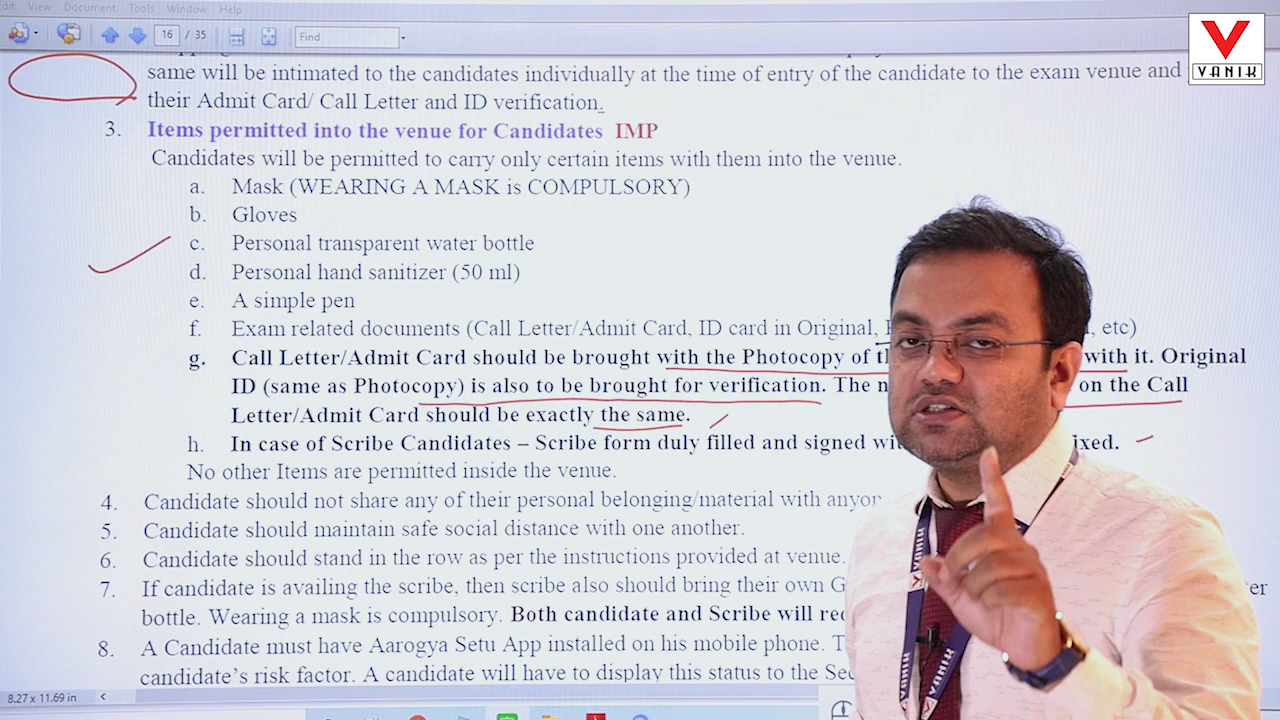 Edit View Document Tools Window Help
16 / 35 Find
same will be intimated to the candidates individually at the time of entry of the candidate to the exam venue and
their Admit Card/ Call Letter and ID verification.
3. Items permitted into the venue for Candidates IMP
Candidates will be permitted to carry only certain items with them into the venue.
a. Mask (WEARING A MASK is COMPULSORY)
b. Gloves
c. Personal transparent water bottle
d. Personal hand sanitizer (50 ml)
e. A simple pen
f. Exam related documents (Call Letter/Admit Card, ID card in Original, , etc)
g. Call Letter/Admit Card should be brought with the Photocopy of with it. Original
ID (same as Photocopy) is also to be brought for verification. The on the Call
Letter/Admit Card should be exactly the same.
h. In case of Scribe Candidates – Scribe form duly filled and signed
No other Items are permitted inside the venue.
4. Candidate should not share any of their personal belonging/material with
5. Candidate should maintain safe social distance with one another.
6. Candidate should stand in the row as per the instructions provided at venue.
7. If candidate is availing the scribe, then scribe also should bring their own
bottle. Wearing a mask is compulsory. Both candidate and Scribe will
8. A Candidate must have Aarogya Setu App installed on his mobile phone.
candidate's risk factor. A candidate will have to display this status to the
8.27 x 11.69 in
VANIK
VANIK